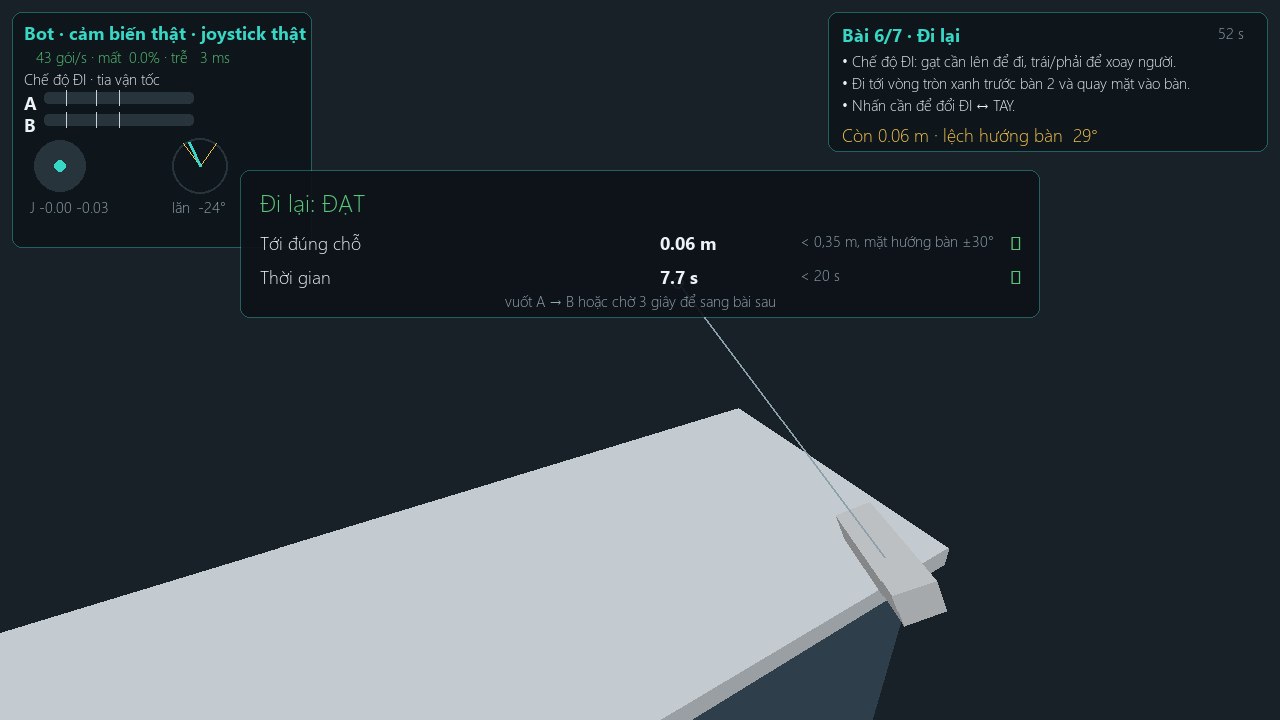 Bot · cảm biến thật · joystick thật
43 gói/s · mất 0.0% · trễ 3 ms
Chế độ ĐI · tia vận tốc
A
B
J -0.00 -0.03
lăn -24°
Bài 6/7 · Đi lại
52 s
• Chế độ ĐI: gạt cần lên để đi, trái/phải để xoay người.
• Đi tới vòng tròn xanh trước bàn 2 và quay mặt vào bàn.
• Nhấn cần để đổi ĐI ↔ TAY.
Còn 0.06 m · lệch hướng bàn 29°
Đi lại: ĐẠT
Tới đúng chỗ 0.06 m < 0,35 m, mặt hướng bàn ±30°
Thời gian 7.7 s < 20 s
vuốt A → B hoặc chờ 3 giây để sang bài sau